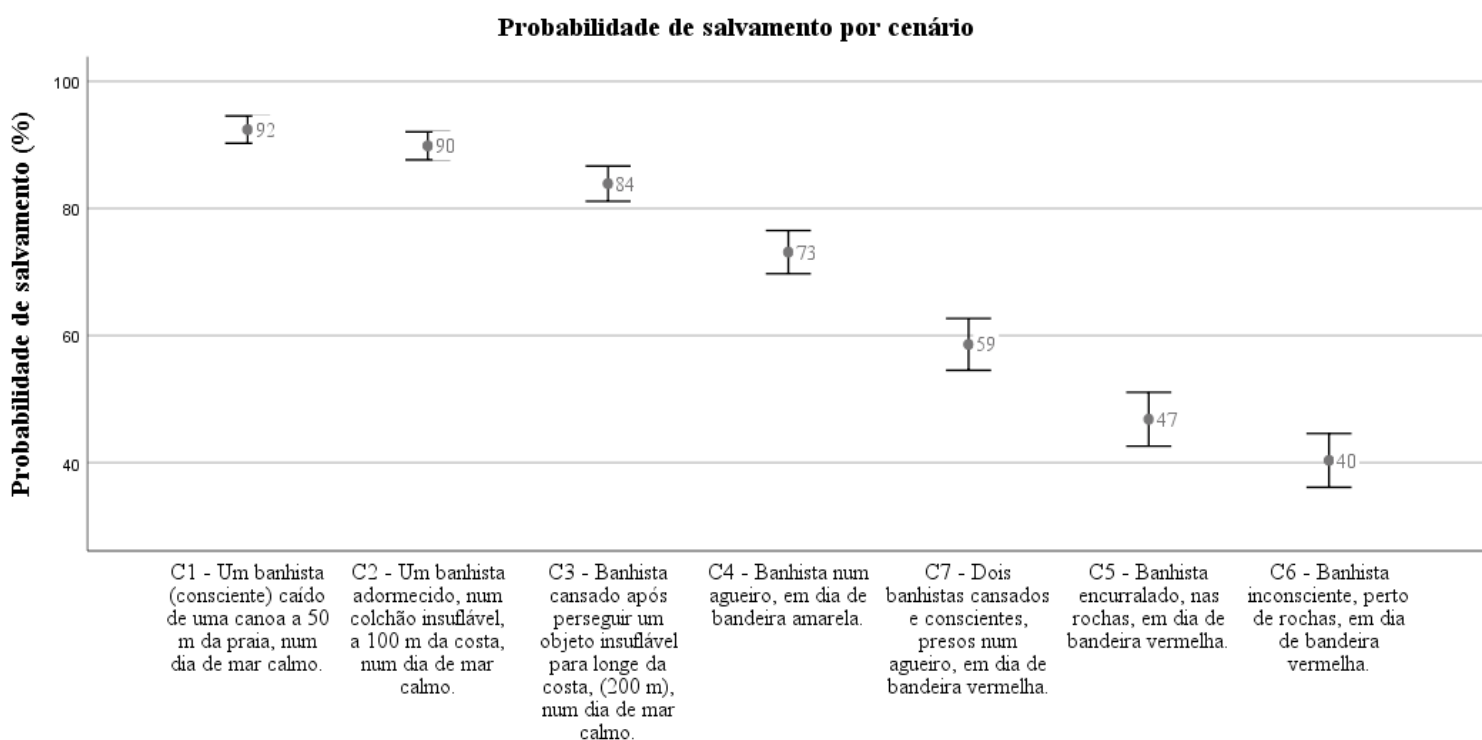 Probabilidade de salvamento por cenário
Probabilidade de salvamento (%)
100
80
60
40
92
90
84
73
59
47
40
C1 - Um banhista
(consciente) caído
de uma canoa a 50
m da praia, num
dia de mar calmo.
C2 - Um banhista
adormecido, num
colchão insuflável,
a 100 m da costa,
num dia de mar
calmo.
C3 - Banhista
cansado após
perseguir um
objeto insuflável
para longe da
costa, (200 m),
num dia de mar
calmo.
C4 - Banhista num
agueiro, em dia de
bandeira amarela.
C7 - Dois
banhistas cansados
e conscientes,
presos num
agueiro, em dia de
bandeira vermelha.
C5 - Banhista
encurralado, nas
rochas, em dia de
bandeira vermelha.
C6 - Banhista
inconsciente, perto
de rochas, em dia
de bandeira
vermelha.